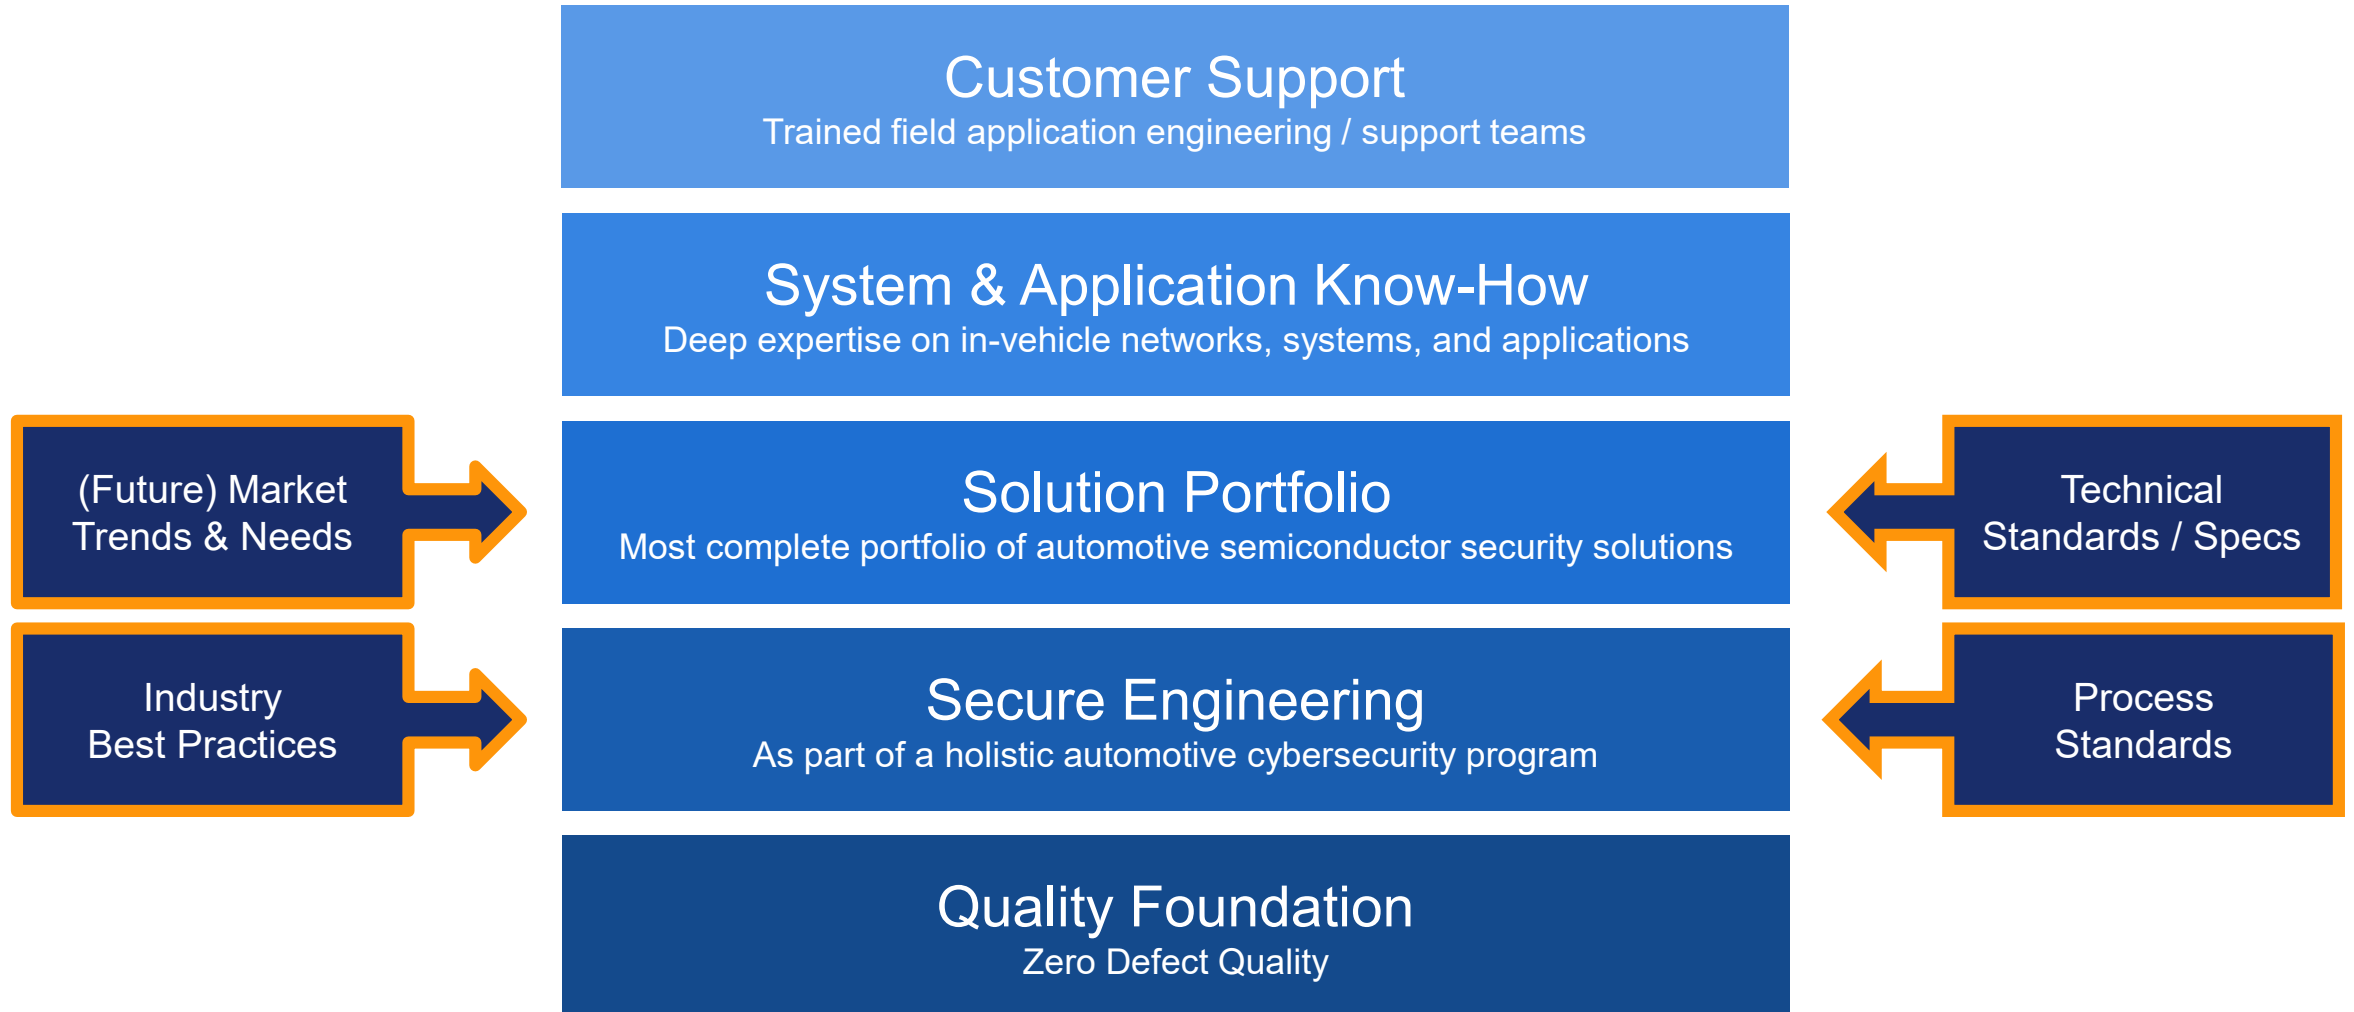 Customer Support
Trained field application engineering / support teams
System & Application Know-How
Deep expertise on in-vehicle networks, systems, and applications
(Future) Market
Trends & Needs
Solution Portfolio
Most complete portfolio of automotive semiconductor security solutions
Technical
Standards / Specs
Industry
Best Practices
Secure Engineering
As part of a holistic automotive cybersecurity program
Process
Standards
Quality Foundation
Zero Defect Quality